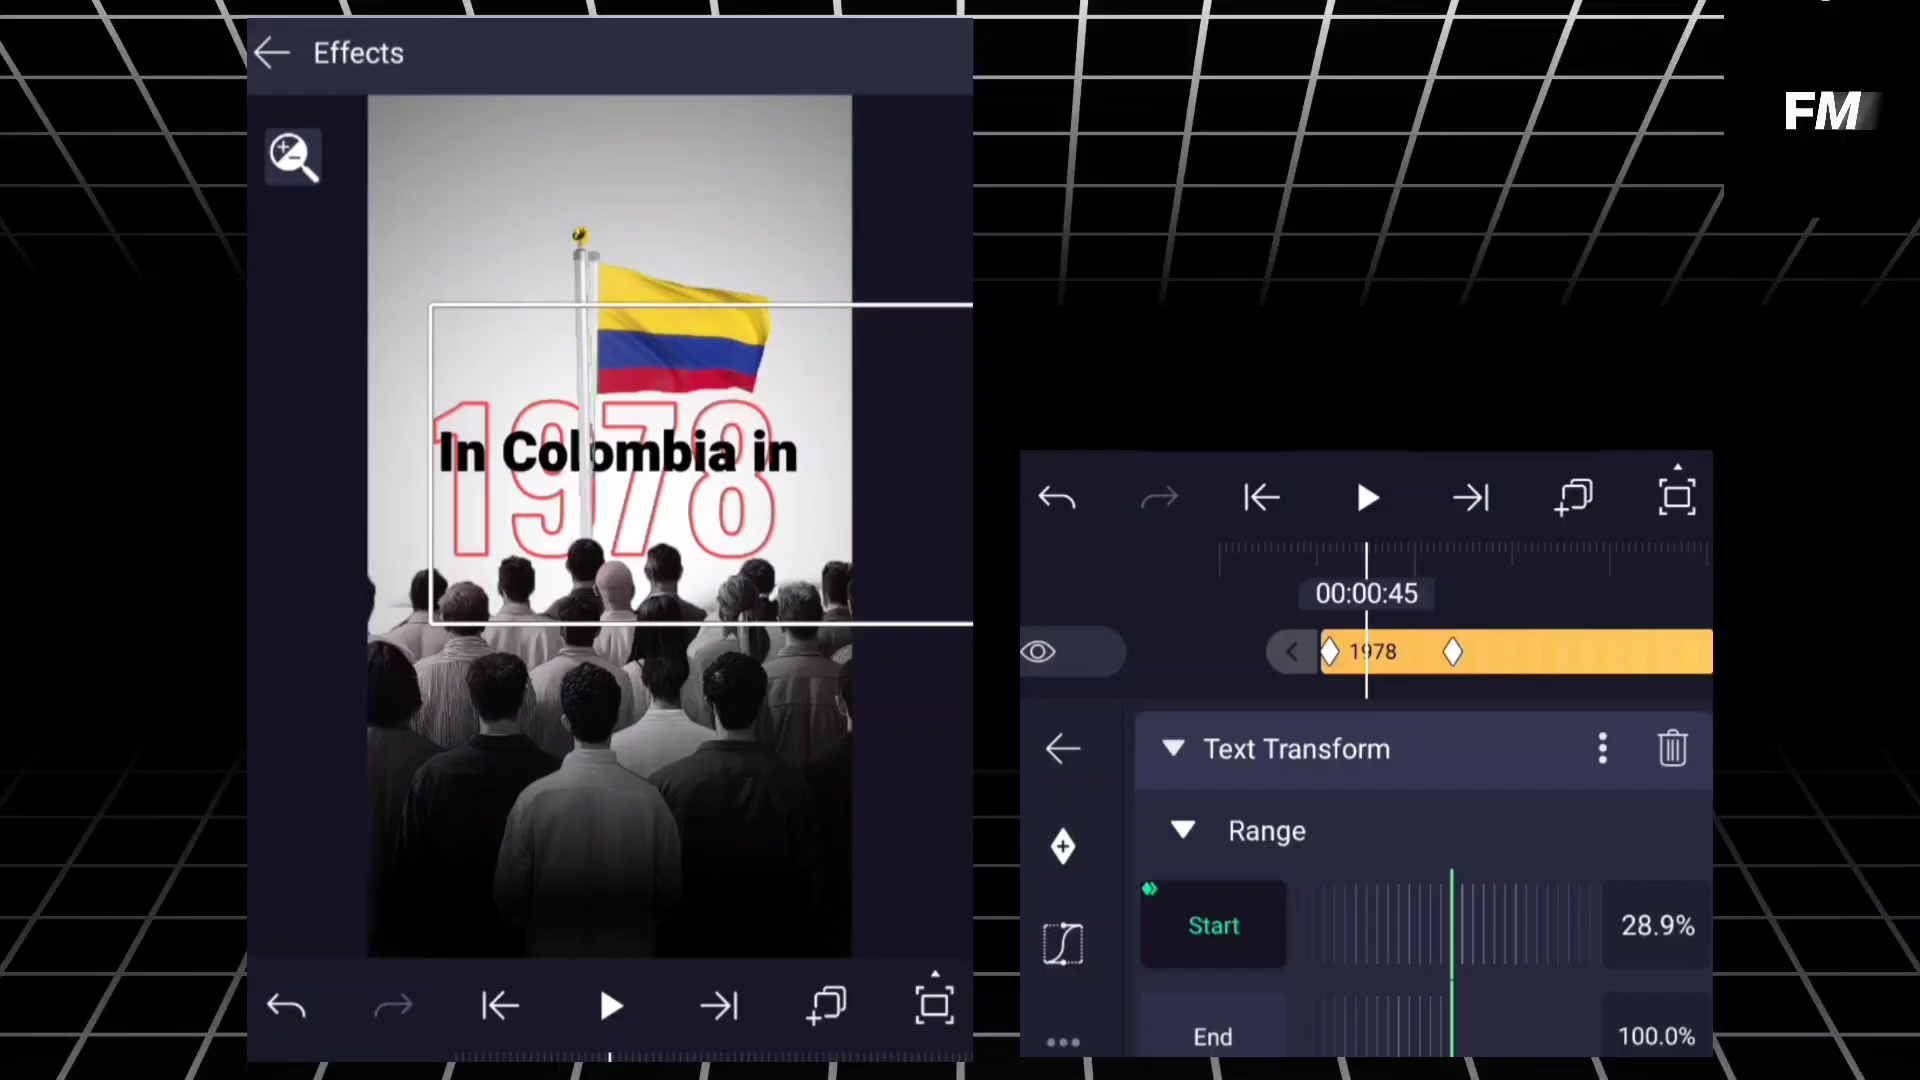 Effects
FM
1978
In Colombia in
00:00:45
1978
Text Transform
Range
Start
28.9%
End
100.0%